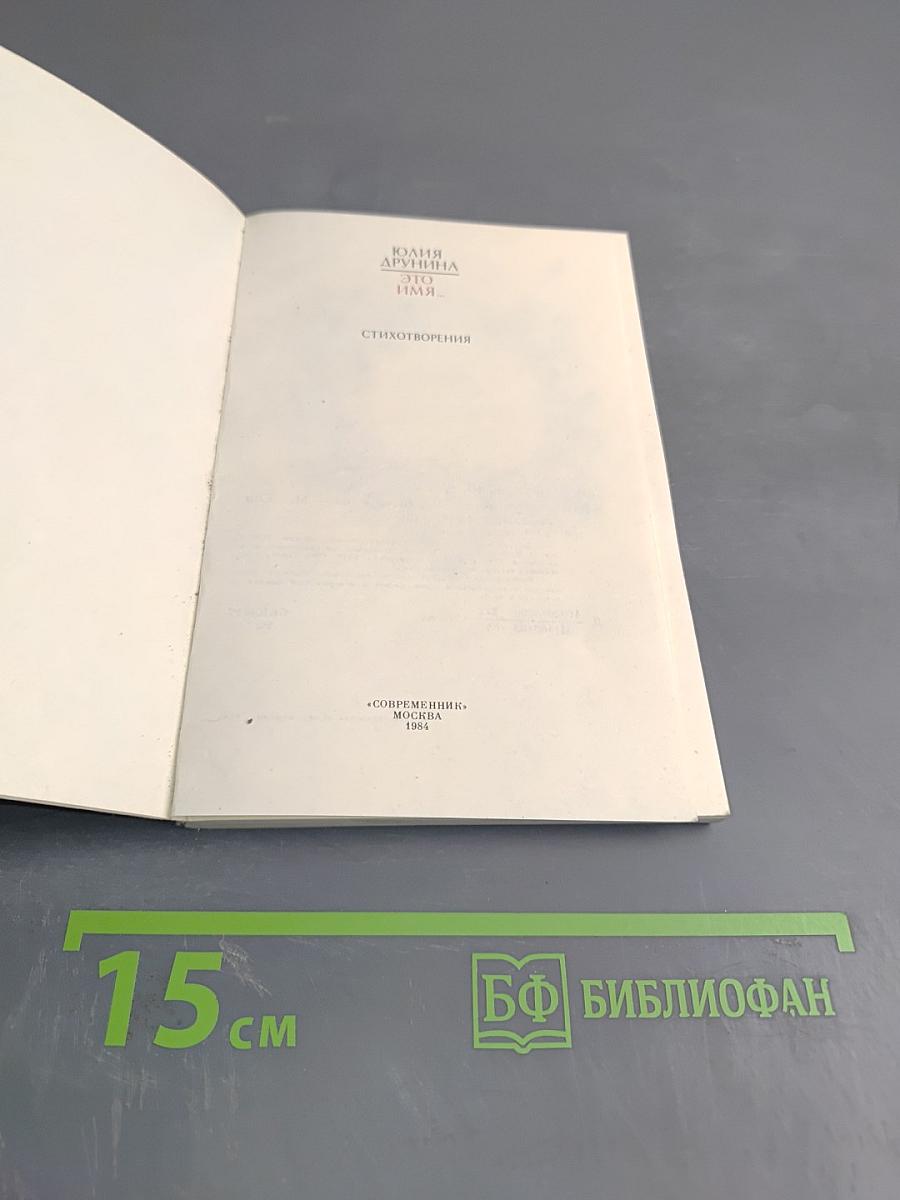 ЮЛИЯ
ДРУНИНА
ЭТО
ИМЯ...
СТИХОТВОРЕНИЯ
«СОВРЕМЕННИК»
МОСКВА
1984
15 см
БФ БИБЛИОФАН